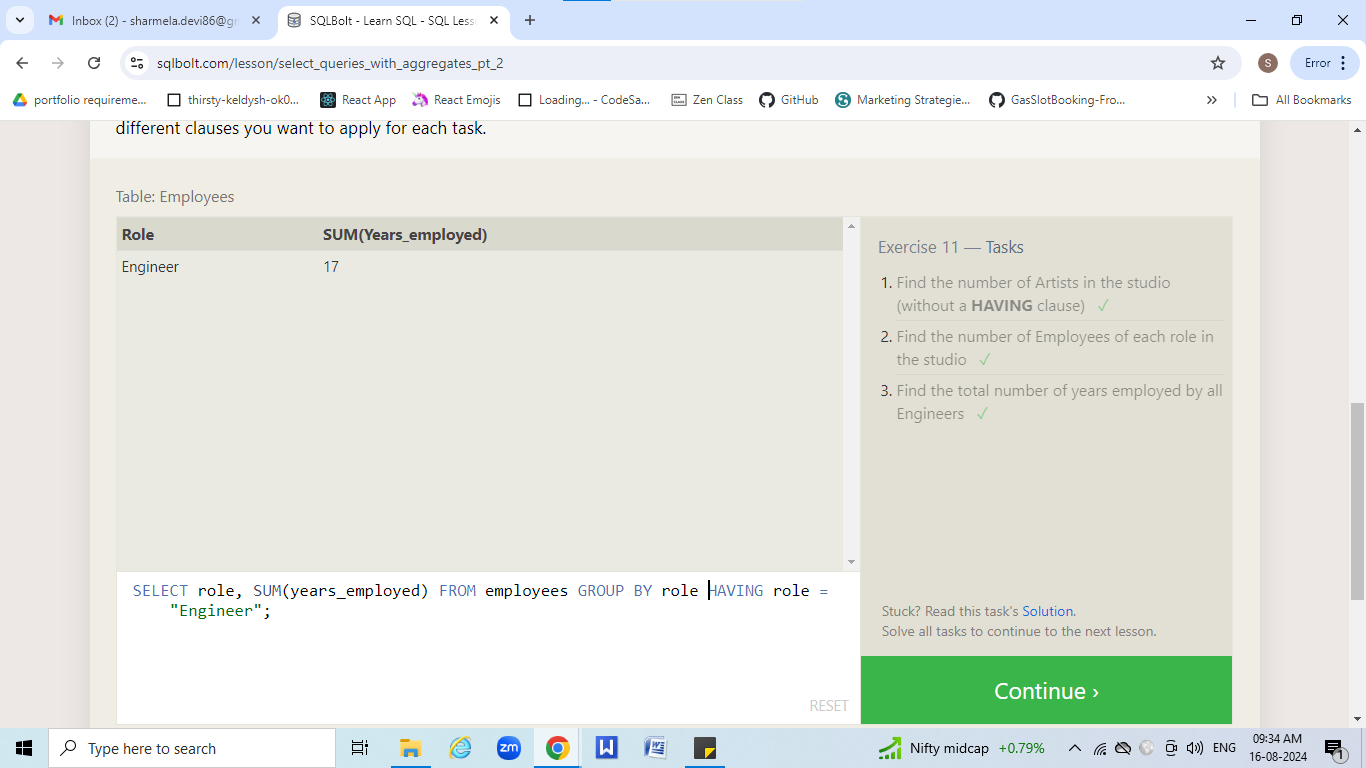 Inbox (2) - sharmela.devi86@gr
SQLBolt - Learn SQL - SQL Less
sqlbolt.com/lesson/select_queries_with_aggregates_pt_2
S
Error
portfolio requireme...
thirsty-keldysh-ok0...
React App
React Emojis
Loading... - CodeSa...
Zen Class
GitHub
Marketing Strategie...
GasSlotBooking-Fro...
»
All Bookmarks
different clauses you want to apply for each task.
Table: Employees
Role SUM(Years_employed)
Engineer 17
Exercise 11 — Tasks
1. Find the number of Artists in the studio
(without a HAVING clause) ✓
2. Find the number of Employees of each role in
the studio ✓
3. Find the total number of years employed by all
Engineers ✓
SELECT role, SUM(years_employed) FROM employees GROUP BY role HAVING role =
"Engineer";
RESET
Stuck? Read this task's Solution.
Solve all tasks to continue to the next lesson.
Continue ›
Type here to search
zm
W
Nifty midcap +0.79%
ENG
09:34 AM
16-08-2024
1